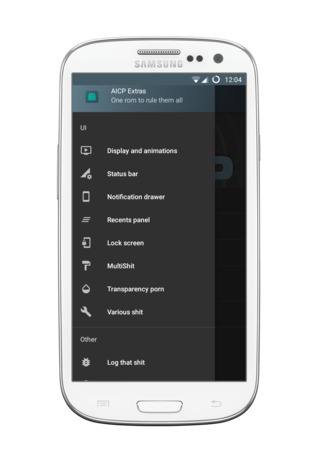 SAMSUNG
12:04
AICP Extras
One rom to rule them all
UI
Display and animations
Status bar
Notification drawer
Recents panel
Lock screen
MultiShit
Transparency porn
Various shit
Other
Log that shit